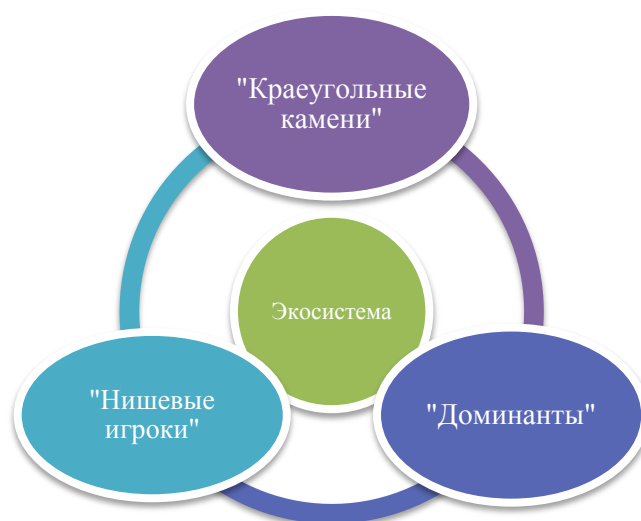 "Краеугольные
камени"
Экосистема
"Нишевые
игроки"
"Доминанты"